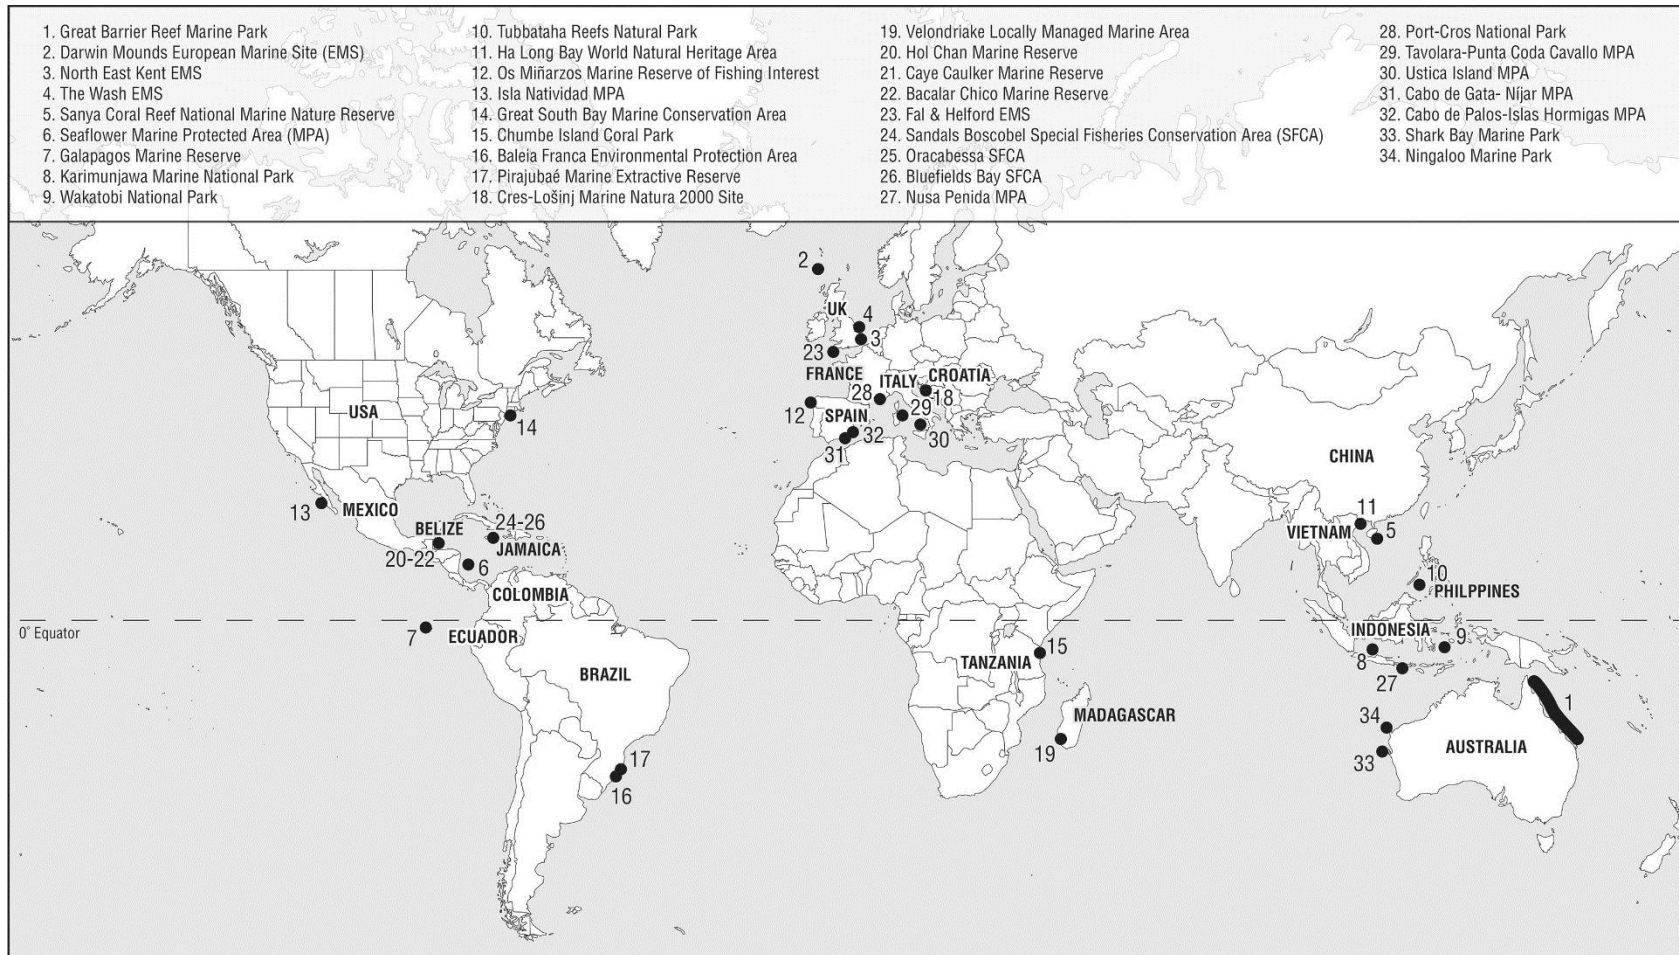 1. Great Barrier Reef Marine Park
2. Darwin Mounds European Marine Site (EMS)
3. North East Kent EMS
4. The Wash EMS
5. Sanya Coral Reef National Marine Nature Reserve
6. Seaflower Marine Protected Area (MPA)
7. Galapagos Marine Reserve
8. Karimunjawa Marine National Park
9. Wakatobi National Park
10. Tubbataha Reefs Natural Park
11. Ha Long Bay World Natural Heritage Area
12. Os Miñarzos Marine Reserve of Fishing Interest
13. Isla Natividad MPA
14. Great South Bay Marine Conservation Area
15. Chumbe Island Coral Park
16. Baleia Franca Environmental Protection Area
17. Pirajubaé Marine Extractive Reserve
18. Cres-Lošinj Marine Natura 2000 Site
19. Velondriake Locally Managed Marine Area
20. Hol Chan Marine Reserve
21. Caye Caulker Marine Reserve
22. Bacalar Chico Marine Reserve
23. Fal & Helford EMS
24. Sandals Boscobel Special Fisheries Conservation Area (SFCA)
25. Oracabessa SFCA
26. Bluefields Bay SFCA
27. Nusa Penida MPA
28. Port-Cros National Park
29. Tavolara-Punta Coda Cavallo MPA
30. Ustica Island MPA
31. Cabo de Gata- Níjar MPA
32. Cabo de Palos-Islas Hormigas MPA
33. Shark Bay Marine Park
34. Ningaloo Marine Park
2
UK
4
3
23
FRANCE
ITALY
CROATIA
28
18
12
29
SPAIN
32
30
31
USA
14
CHINA
13
MEXICO
BELIZE
24-26
JAMAICA
20-22
6
11
VIETNAM
5
10
PHILPPINES
COLOMBIA
0° Equator
7
ECUADOR
BRAZIL
15
TANZANIA
INDONESIA
9
8
27
MADAGASCAR
19
1
34
33
AUSTRALIA
17
16